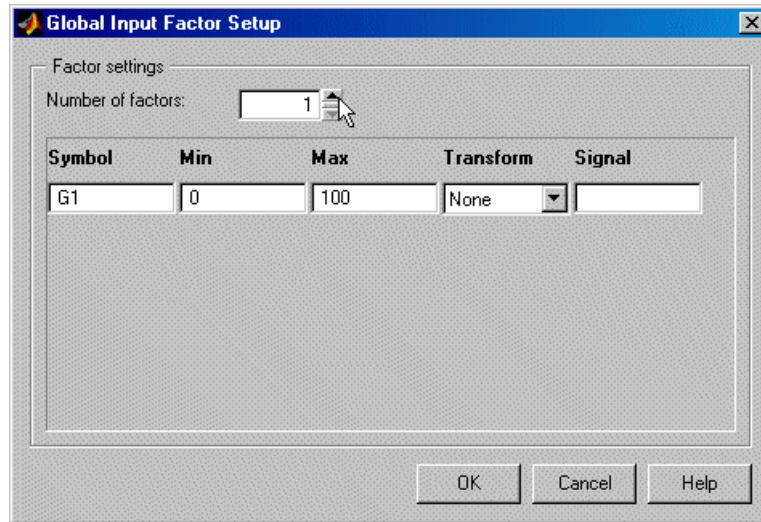 Global Input Factor Setup
Factor settings
Number of factors: 1
Symbol Min Max Transform Signal
G1 0 100 None
OK Cancel Help